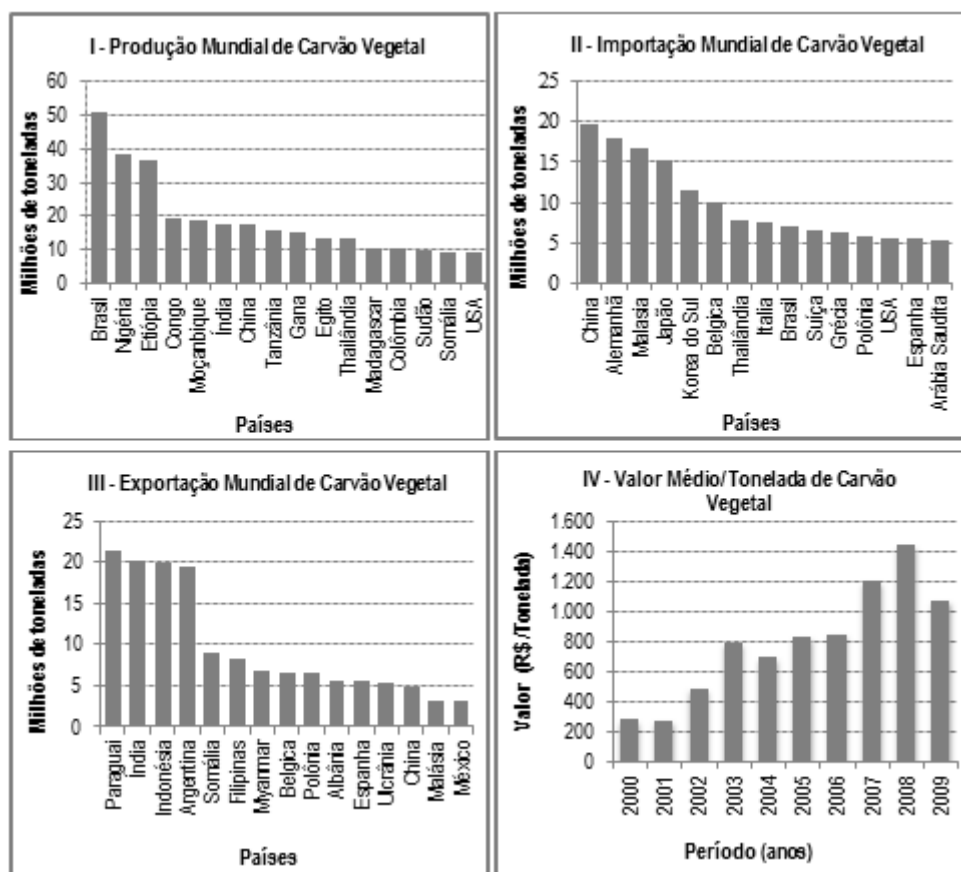 I - Produção Mundial de Carvão Vegetal
Milhões de toneladas
60
50
40
30
20
10
0
Brasil
Nigéria
Etiópia
Congo
Moçambique
Índia
China
Tanzânia
Gana
Egito
Thailândia
Madagascar
Colômbia
Sudão
Somália
USA
Países
II - Importação Mundial de Carvão Vegetal
Milhões de toneladas
25
20
15
10
5
0
China
Alemanhã
Malasia
Japão
Korea do Sul
Belgica
Thailândia
Italia
Brasil
Suíça
Grécia
Polônia
USA
Espanha
Arábia Saudita
Países
III - Exportação Mundial de Carvão Vegetal
Milhões de toneladas
25
20
15
10
5
0
Paraguai
Índia
Indonésia
Argentina
Somália
Filipinas
Myanmar
Belgica
Polônia
Albânia
Espanha
Ulcrânia
China
Malásia
México
Países
IV - Valor Médio/Tonelada de Carvão
Vegetal
Valor (R$/Tonelada)
1.600
1.400
1.200
1.000
800
600
400
200
0
2000
2001
2002
2003
2004
2005
2006
2007
2008
2009
Período (anos)